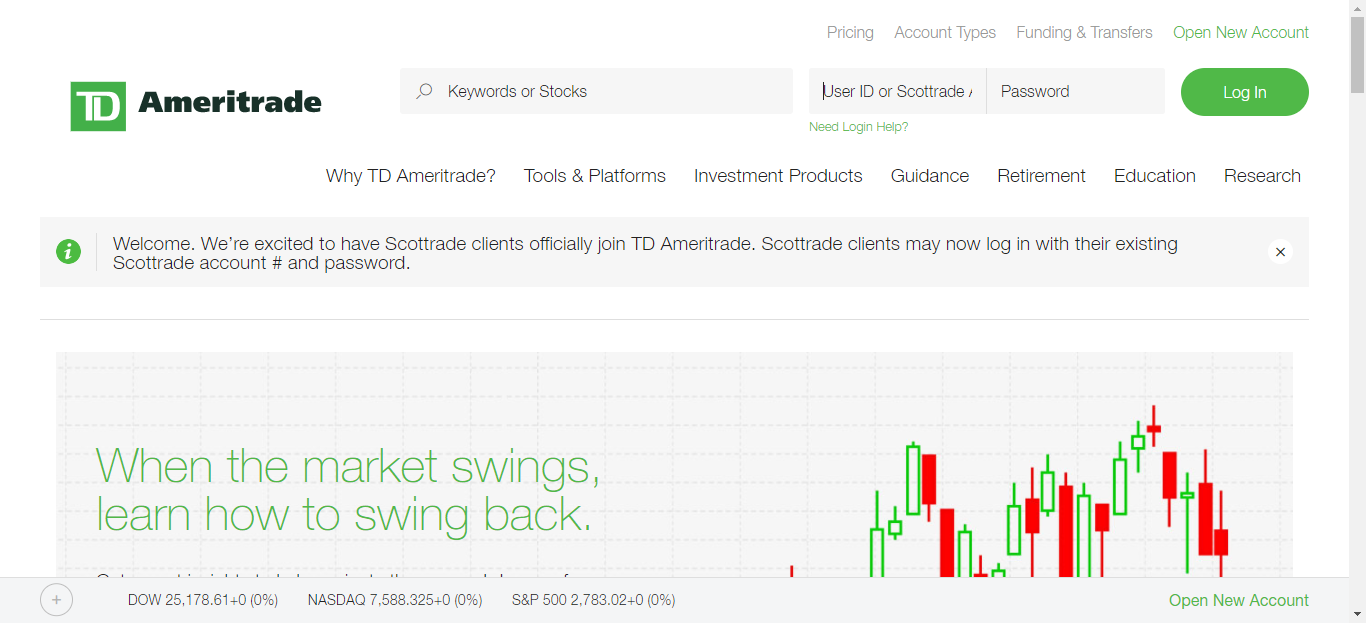 Pricing Account Types Funding & Transfers Open New Account
TD Ameritrade
Keywords or Stocks
User ID or Scottrade
Password
Log In
Need Login Help?
Why TD Ameritrade? Tools & Platforms Investment Products Guidance Retirement Education Research
Welcome. We’re excited to have Scottrade clients officially join TD Ameritrade. Scottrade clients may now log in with their existing
Scottrade account # and password.
When the market swings,
learn how to swing back.
DOW 25,178.61+0 (0%) NASDAQ 7,588.325+0 (0%) S&P 500 2,783.02+0 (0%)
Open New Account